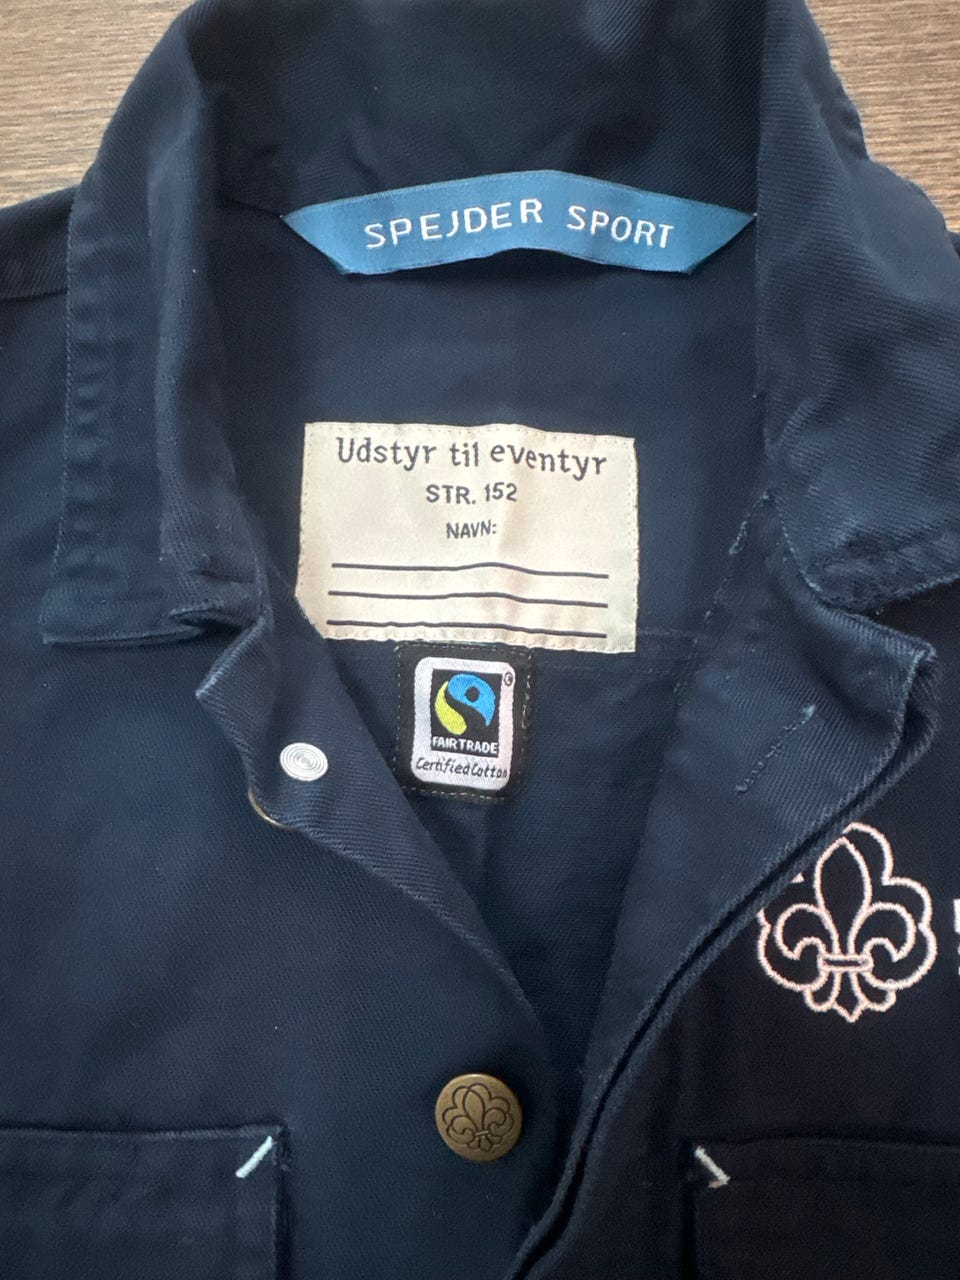 SPEJDER SPORT
Udstyr til eventyr
STR. 152
NAVN:
®
FAIRTRADE
Certified Cotton